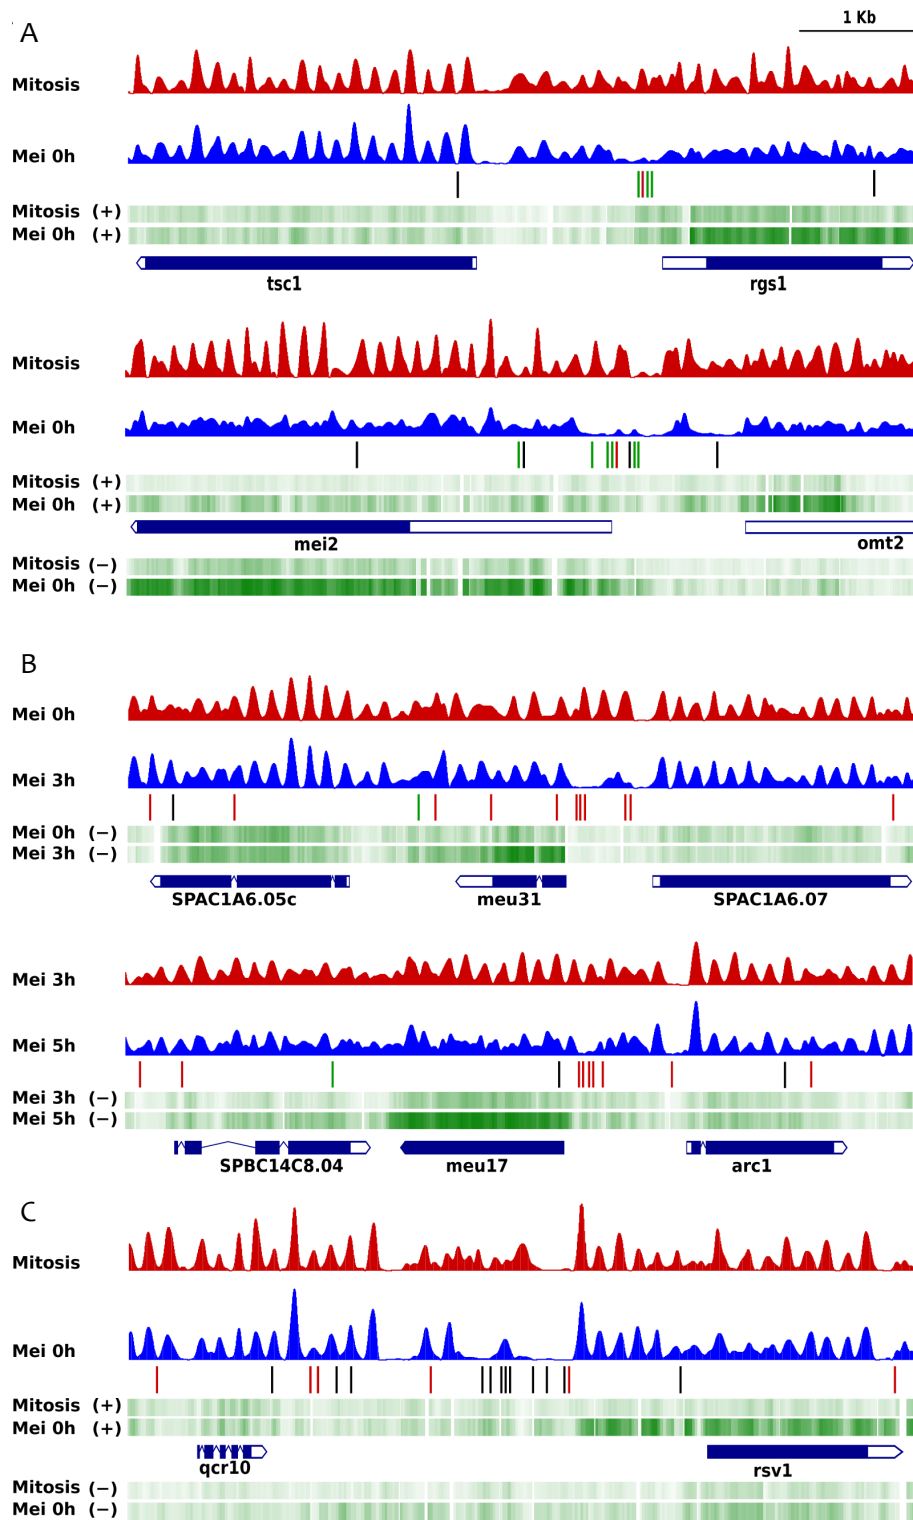 A
1 Kb
Mitosis
Mei 0h
Mitosis (+)
Mei 0h (+)
tsc1 rgs1
Mitosis
Mei 0h
Mitosis (+)
Mei 0h (+)
mei2 omt2
Mitosis (−)
Mei 0h (−)
B
Mei 0h
Mei 3h
Mei 0h (−)
Mei 3h (−)
SPAC1A6.05c meu31 SPAC1A6.07
Mei 3h
Mei 5h
Mei 3h (−)
Mei 5h (−)
SPBC14C8.04 meu17 arc1
C
Mitosis
Mei 0h
Mitosis (+)
Mei 0h (+)
qcr10 rsv1
Mitosis (−)
Mei 0h (−)